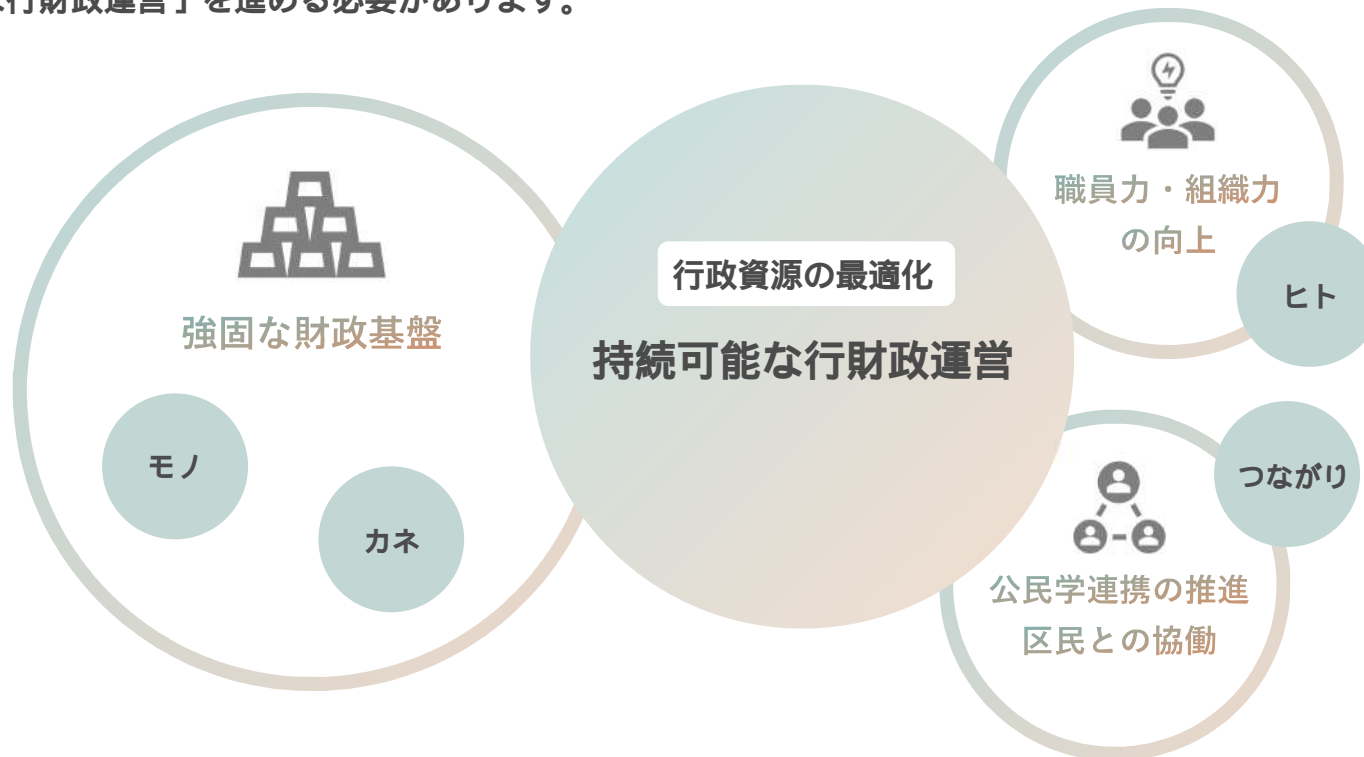 行財政運営」を進める必要があります。
強固な財政基盤
モノ
カネ
行政資源の最適化
持続可能な行財政運営
職員力・組織力
の向上
ヒト
つながり
公民学連携の推進
区民との協働